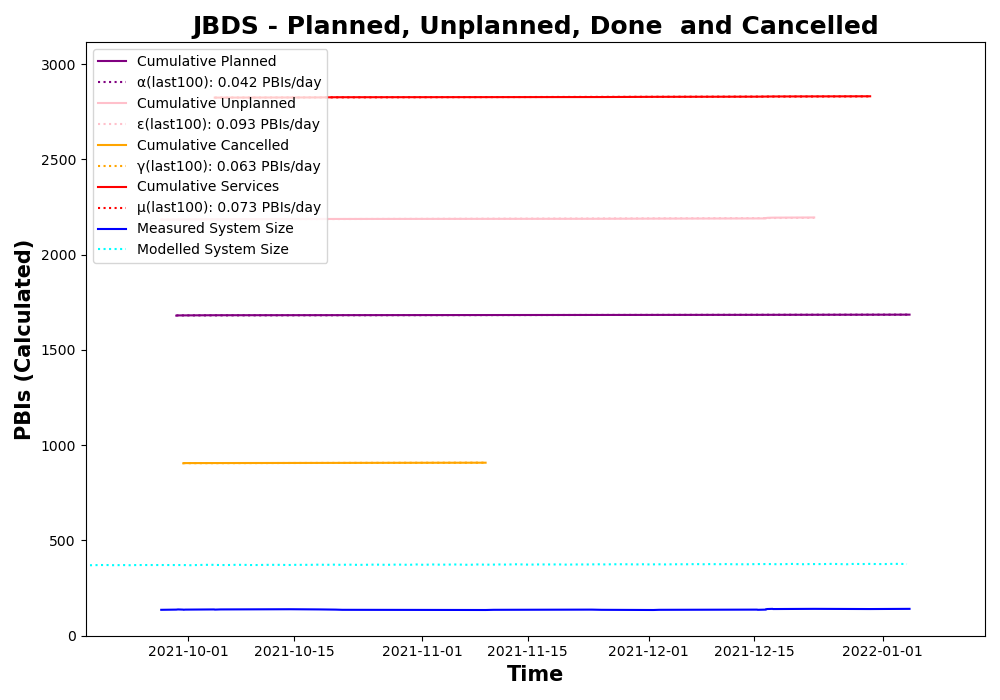 JBDS - Planned, Unplanned, Done  and Cancelled
PBIs (Calculated)
3000
2500
2000
1500
1000
500
0
Cumulative Planned
α(last100): 0.042 PBIs/day
Cumulative Unplanned
ε(last100): 0.093 PBIs/day
Cumulative Cancelled
γ(last100): 0.063 PBIs/day
Cumulative Services
μ(last100): 0.073 PBIs/day
Measured System Size
Modelled System Size
2021-10-01 2021-10-15 2021-11-01 2021-11-15 2021-12-01 2021-12-15 2022-01-01
Time